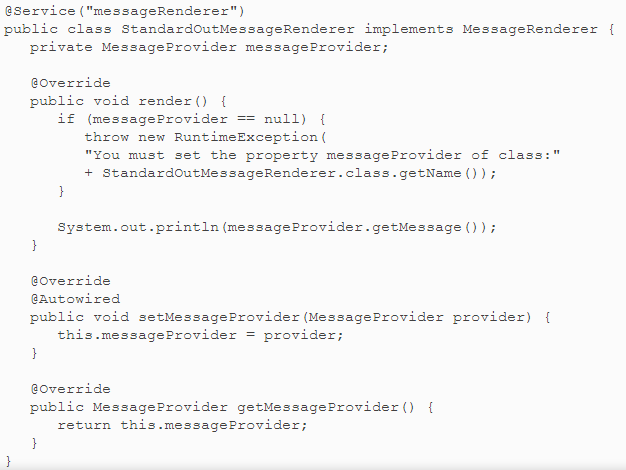 @Service("messageRenderer")
public class StandardOutMessageRenderer implements MessageRenderer {
   private MessageProvider messageProvider;

   @Override
   public void render() {
      if (messageProvider == null) {
         throw new RuntimeException(
         "You must set the property messageProvider of class:"
         + StandardOutMessageRenderer.class.getName());
      }

      System.out.println(messageProvider.getMessage());
   }

   @Override
   @Autowired
   public void setMessageProvider(MessageProvider provider) {
      this.messageProvider = provider;
   }

   @Override
   public MessageProvider getMessageProvider() {
      return this.messageProvider;
   }
}